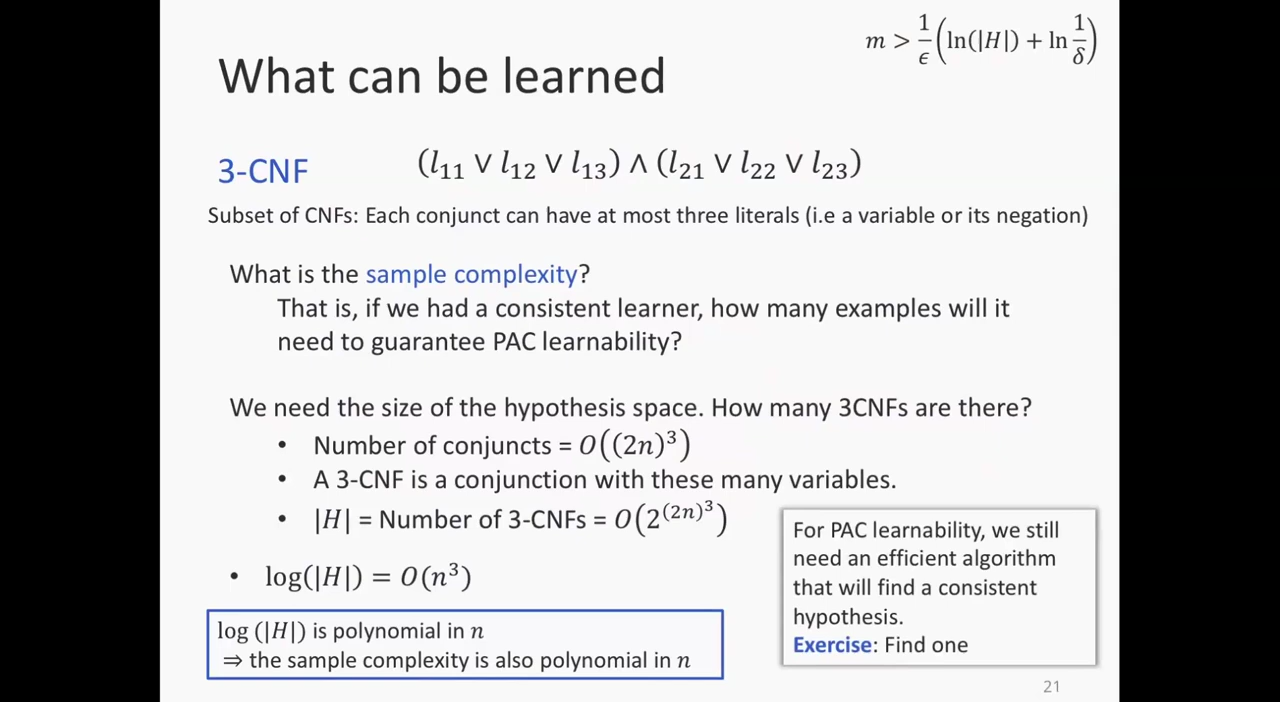 m > 1/ϵ (ln(|H|) + ln 1/δ)
What can be learned
3-CNF (l₁₁ ∨ l₁₂ ∨ l₁₃) ∧ (l₂₁ ∨ l₂₂ ∨ l₂₃)
Subset of CNFs: Each conjunct can have at most three literals (i.e a variable or its negation)
What is the sample complexity?
That is, if we had a consistent learner, how many examples will it
need to guarantee PAC learnability?
We need the size of the hypothesis space. How many 3CNFs are there?
• Number of conjuncts = O((2n)³)
• A 3-CNF is a conjunction with these many variables.
• |H| = Number of 3-CNFs = O(2^((2n)³))
• log(|H|) = O(n³)
log (|H|) is polynomial in n
⇒ the sample complexity is also polynomial in n
For PAC learnability, we still
need an efficient algorithm
that will find a consistent
hypothesis.
Exercise: Find one
21